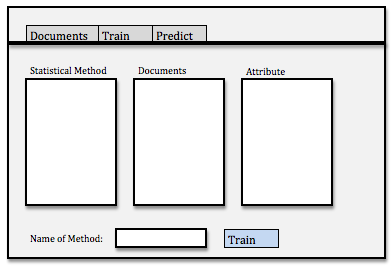 Documents Train Predict
Statistical Method Documents Attribute
Name of Method: Train